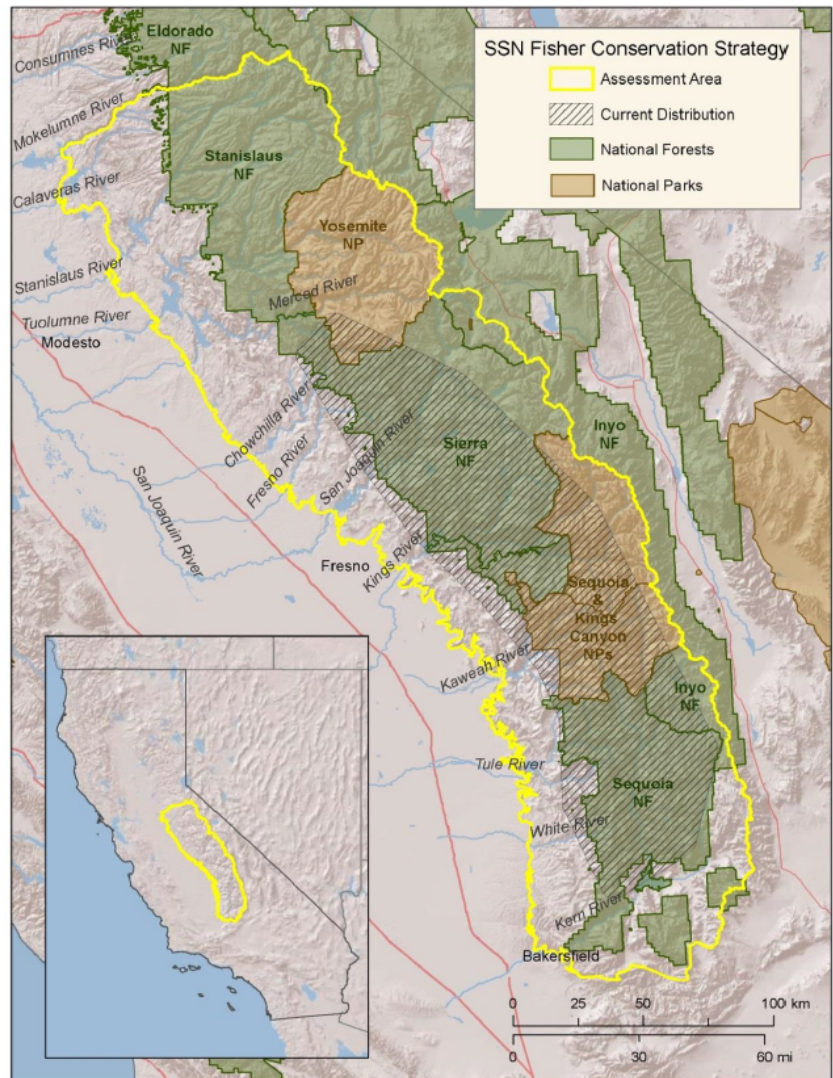 SSN Fisher Conservation Strategy
Assessment Area
Current Distribution
National Forests
National Parks
Eldorado
NF
Consumnes River
Mokelumne River
Stanislaus
NF
Calaveras River
Yosemite
NP
Stanislaus River
Merced River
Tuolumne River
Modesto
Chowchilla River
Fresno River
San Joaquin River
San Joaquin River
Sierra
NF
Inyo
NF
Fresno
Kings River
Sequoia
&
Kings
Canyon
NPs
Kaweah River
Inyo
NF
Tule River
Sequoia
NF
White River
Kern River
Bakersfield
0 25 50 100 km
0 30 60 mi